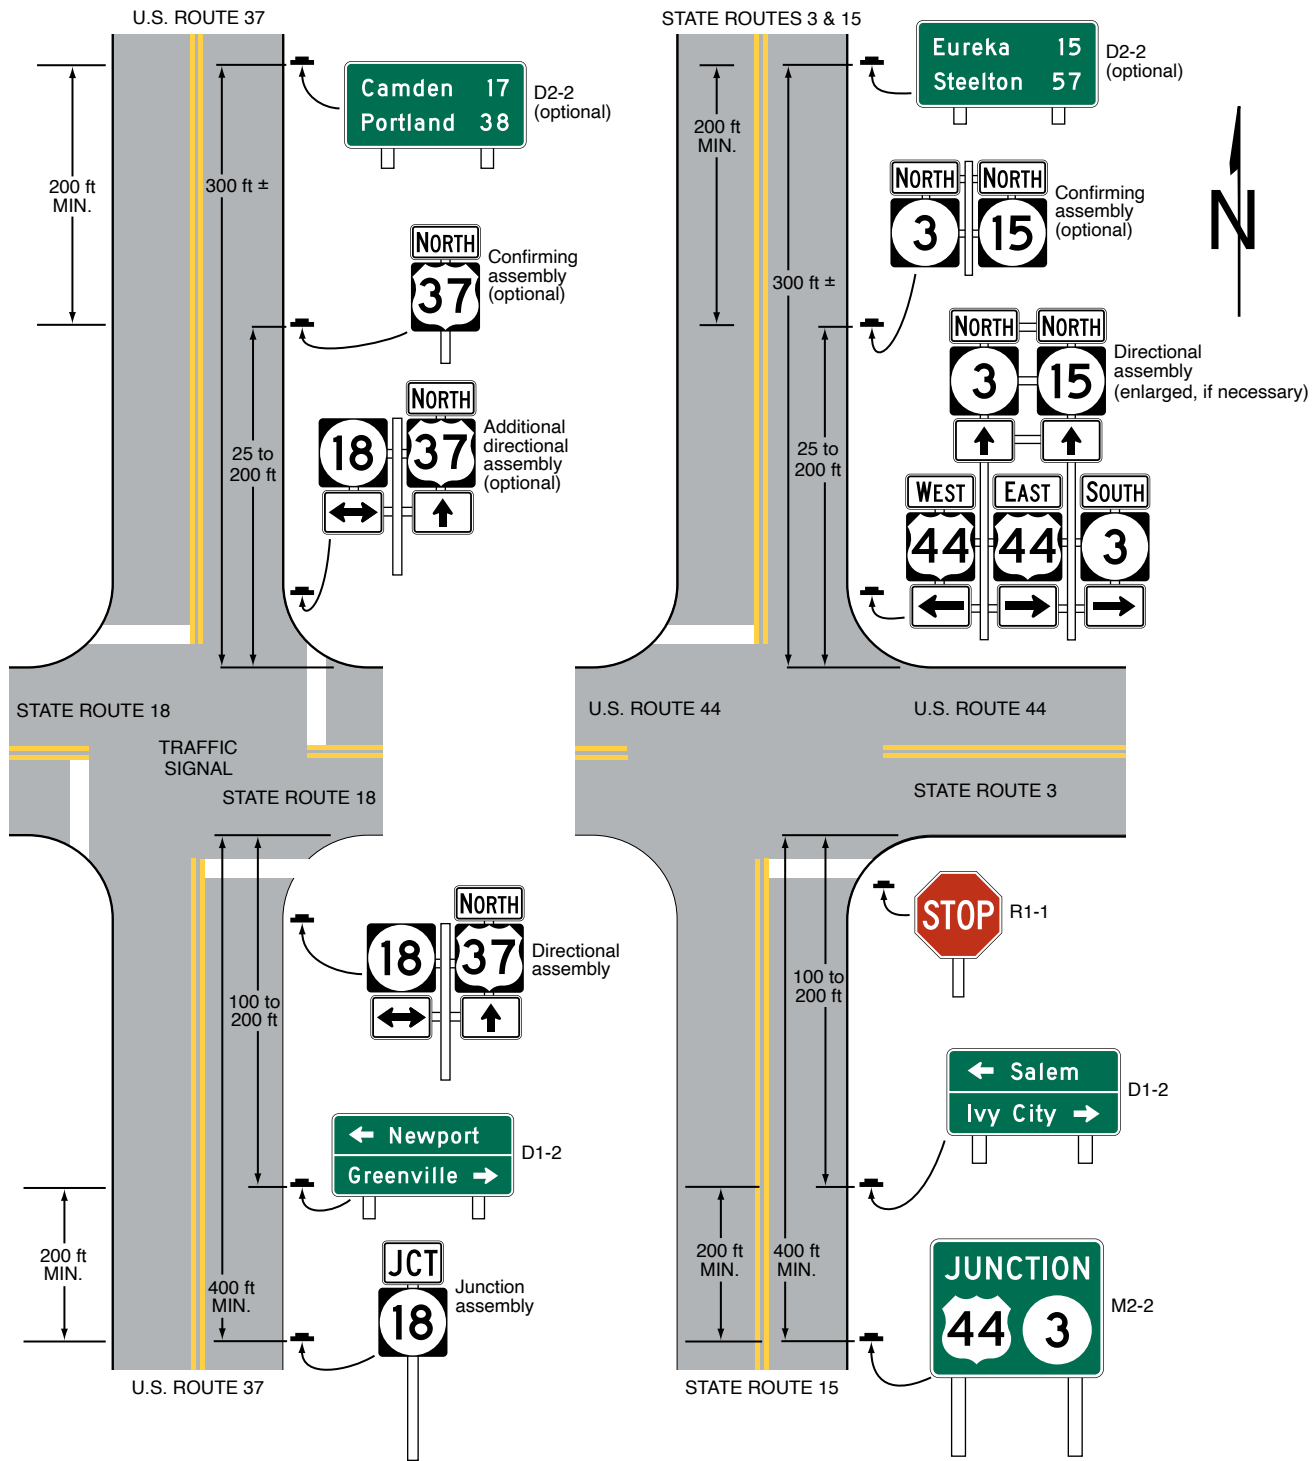 U.S. ROUTE 37
Camden 17
Portland 38
D2-2
(optional)
200 ft
MIN.
300 ft ±
NORTH
37
Confirming
assembly
(optional)
25 to
200 ft
NORTH
18 37
Additional
directional
assembly
(optional)
STATE ROUTE 18
TRAFFIC
SIGNAL
STATE ROUTE 18
NORTH
18 37
Directional
assembly
100 to
200 ft
Newport
Greenville
D1-2
200 ft
MIN.
400 ft
MIN.
JCT
18
Junction
assembly
U.S. ROUTE 37
STATE ROUTES 3 & 15
Eureka 15
Steelton 57
D2-2
(optional)
200 ft
MIN.
300 ft ±
NORTH NORTH
3 15
Confirming
assembly
(optional)
N
NORTH NORTH
3 15
Directional
assembly
(enlarged, if necessary)
25 to
200 ft
WEST EAST SOUTH
44 44 3
U.S. ROUTE 44 U.S. ROUTE 44
STATE ROUTE 3
STOP
R1-1
100 to
200 ft
Salem
Ivy City
D1-2
200 ft
MIN.
400 ft
MIN.
JUNCTION
44 3
M2-2
STATE ROUTE 15